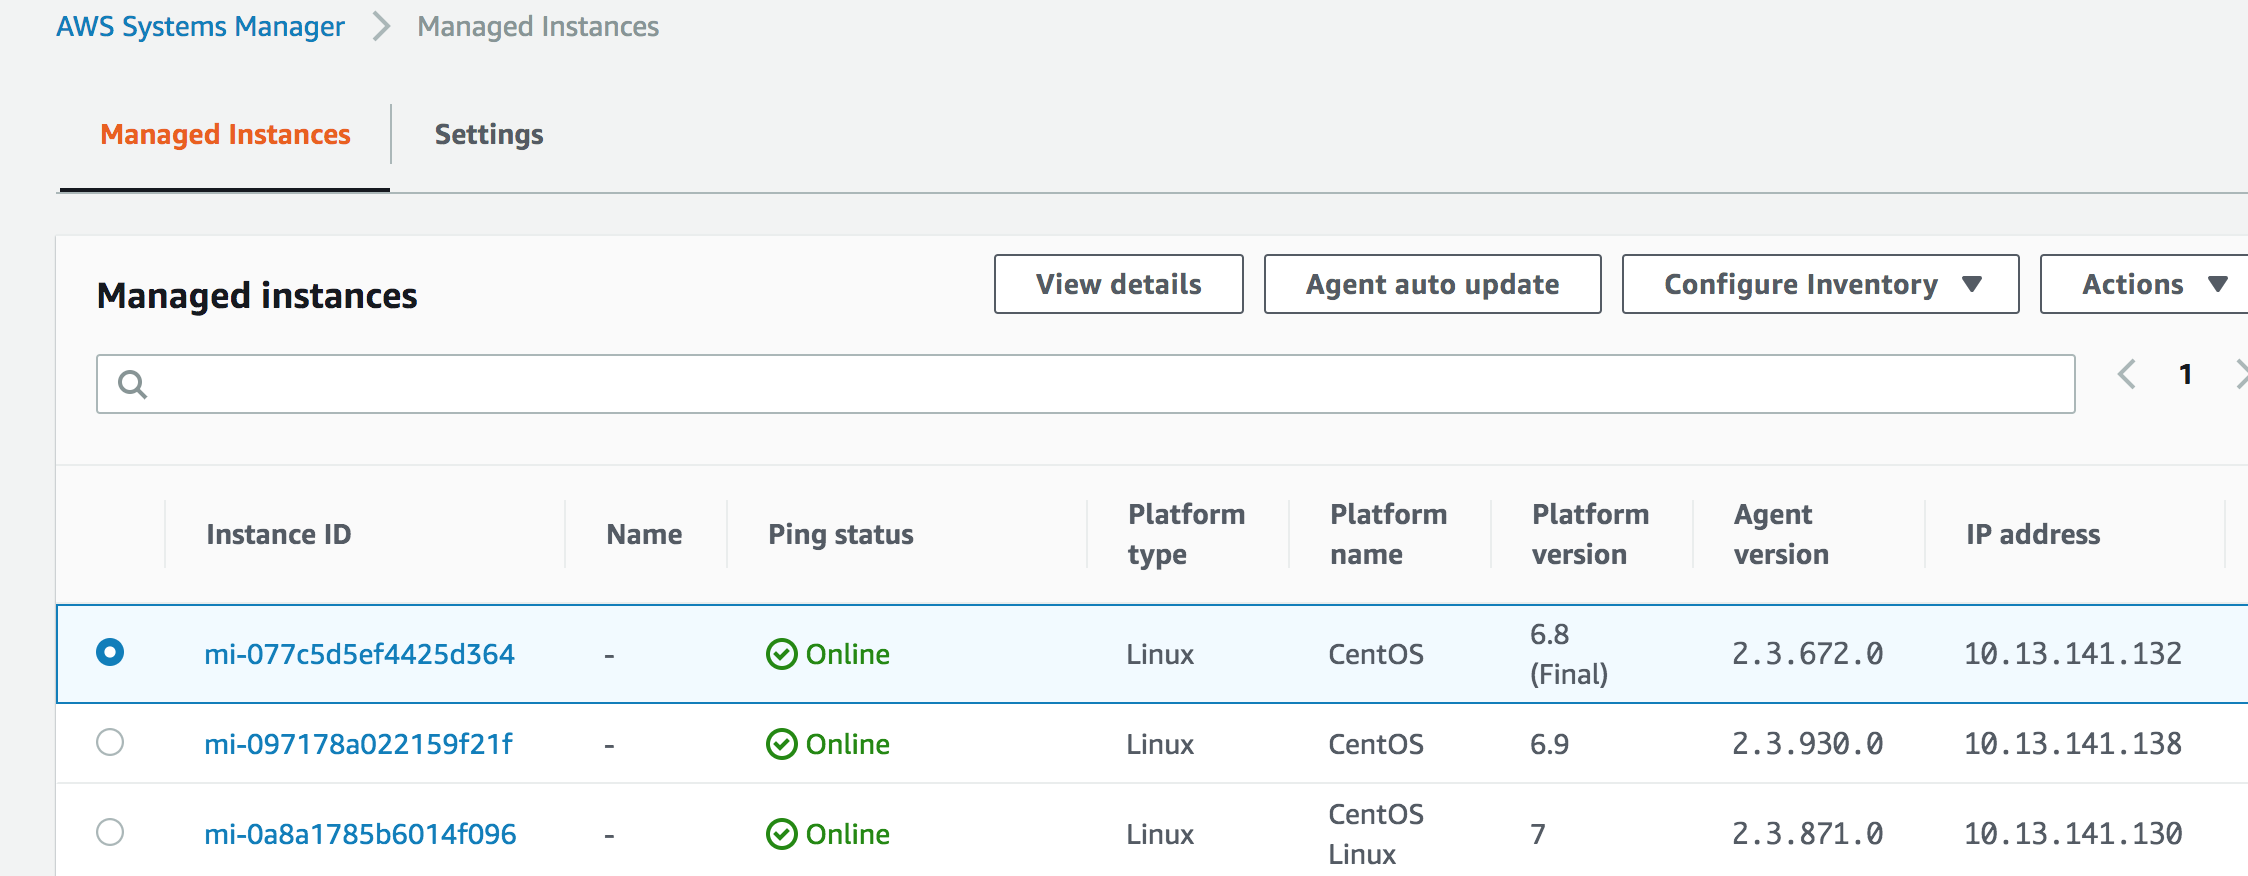 AWS Systems Manager > Managed Instances
Managed Instances Settings
Managed instances View details Agent auto update Configure Inventory Actions
1
Instance ID Name Ping status Platform type Platform name Platform version Agent version IP address
mi-077c5d5ef4425d364 - Online Linux CentOS 6.8 (Final) 2.3.672.0 10.13.141.132
mi-097178a022159f21f - Online Linux CentOS 6.9 2.3.930.0 10.13.141.138
mi-0a8a1785b6014f096 - Online Linux CentOS Linux 7 2.3.871.0 10.13.141.130